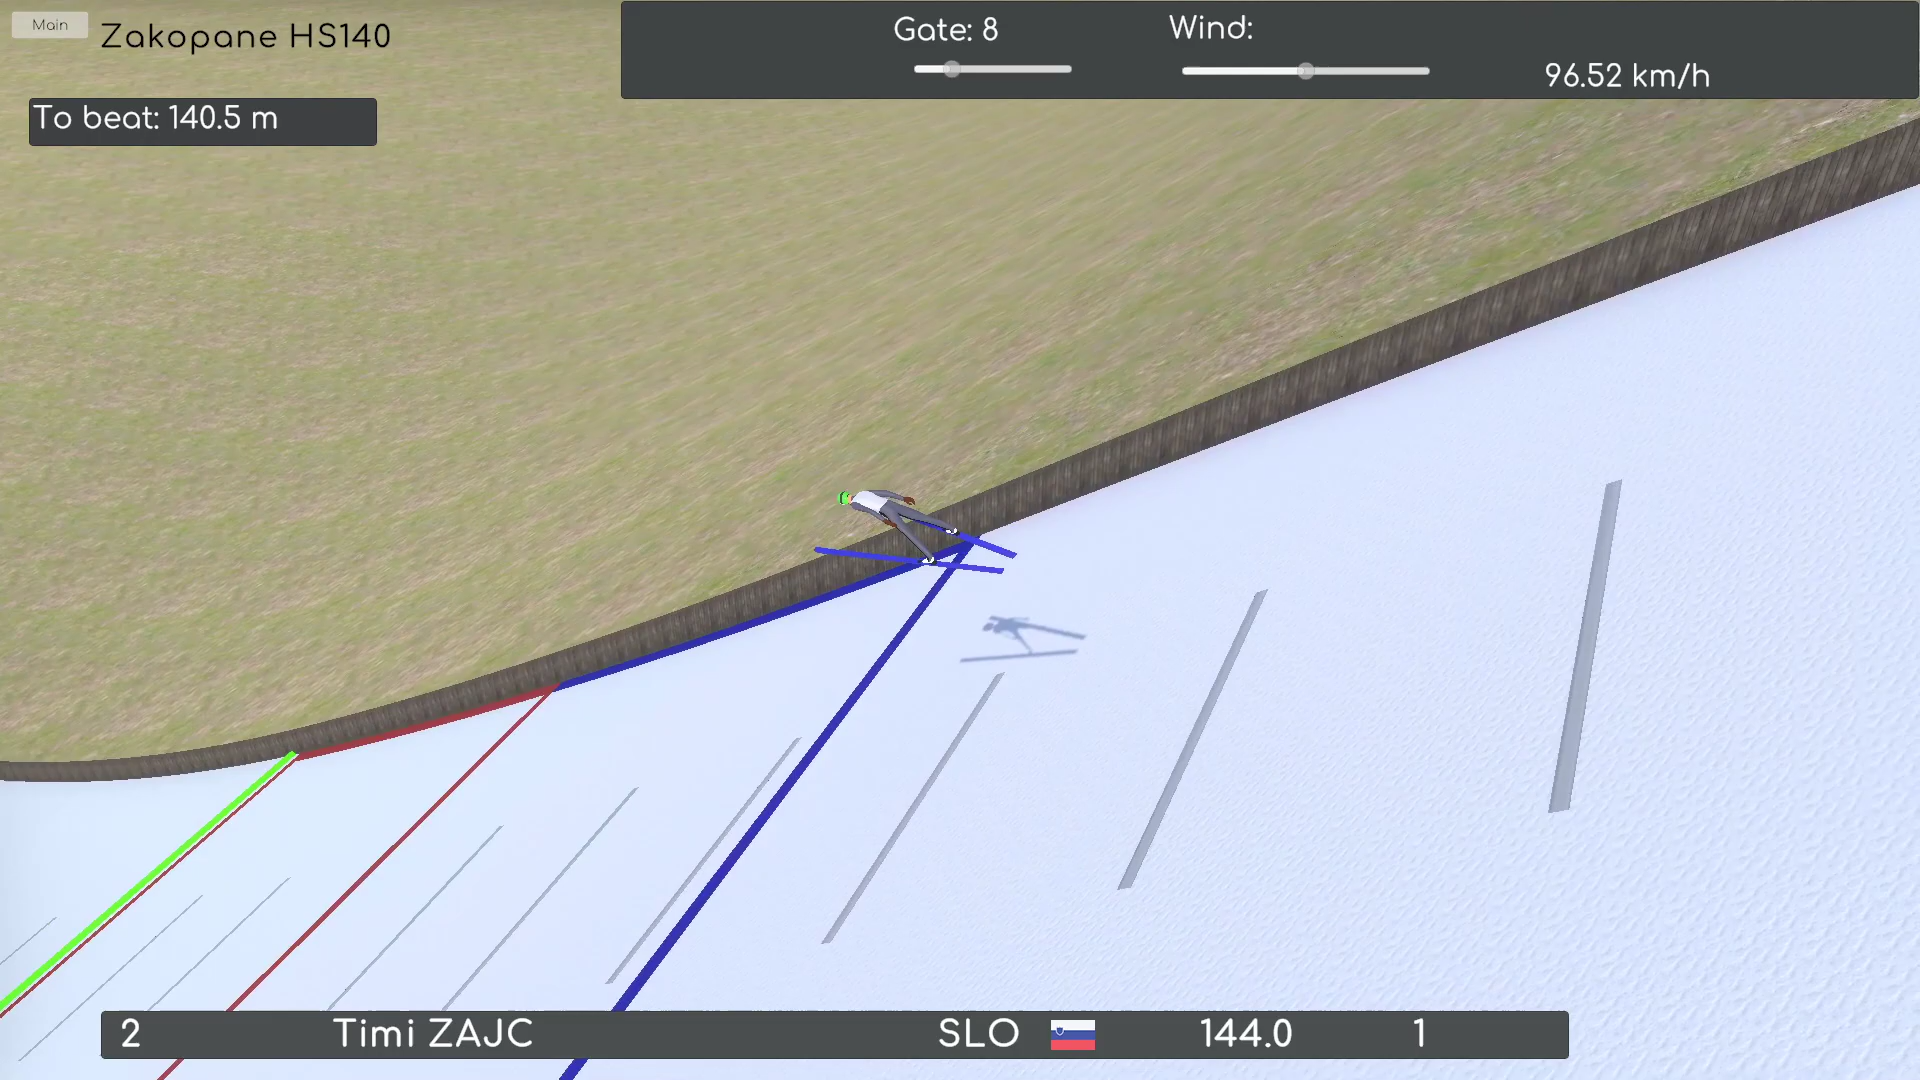 Main
Zakopane HS140
Gate: 8
Wind:
96.52 km/h
To beat: 140.5 m
2 Timi ZAJC SLO 144.0 1